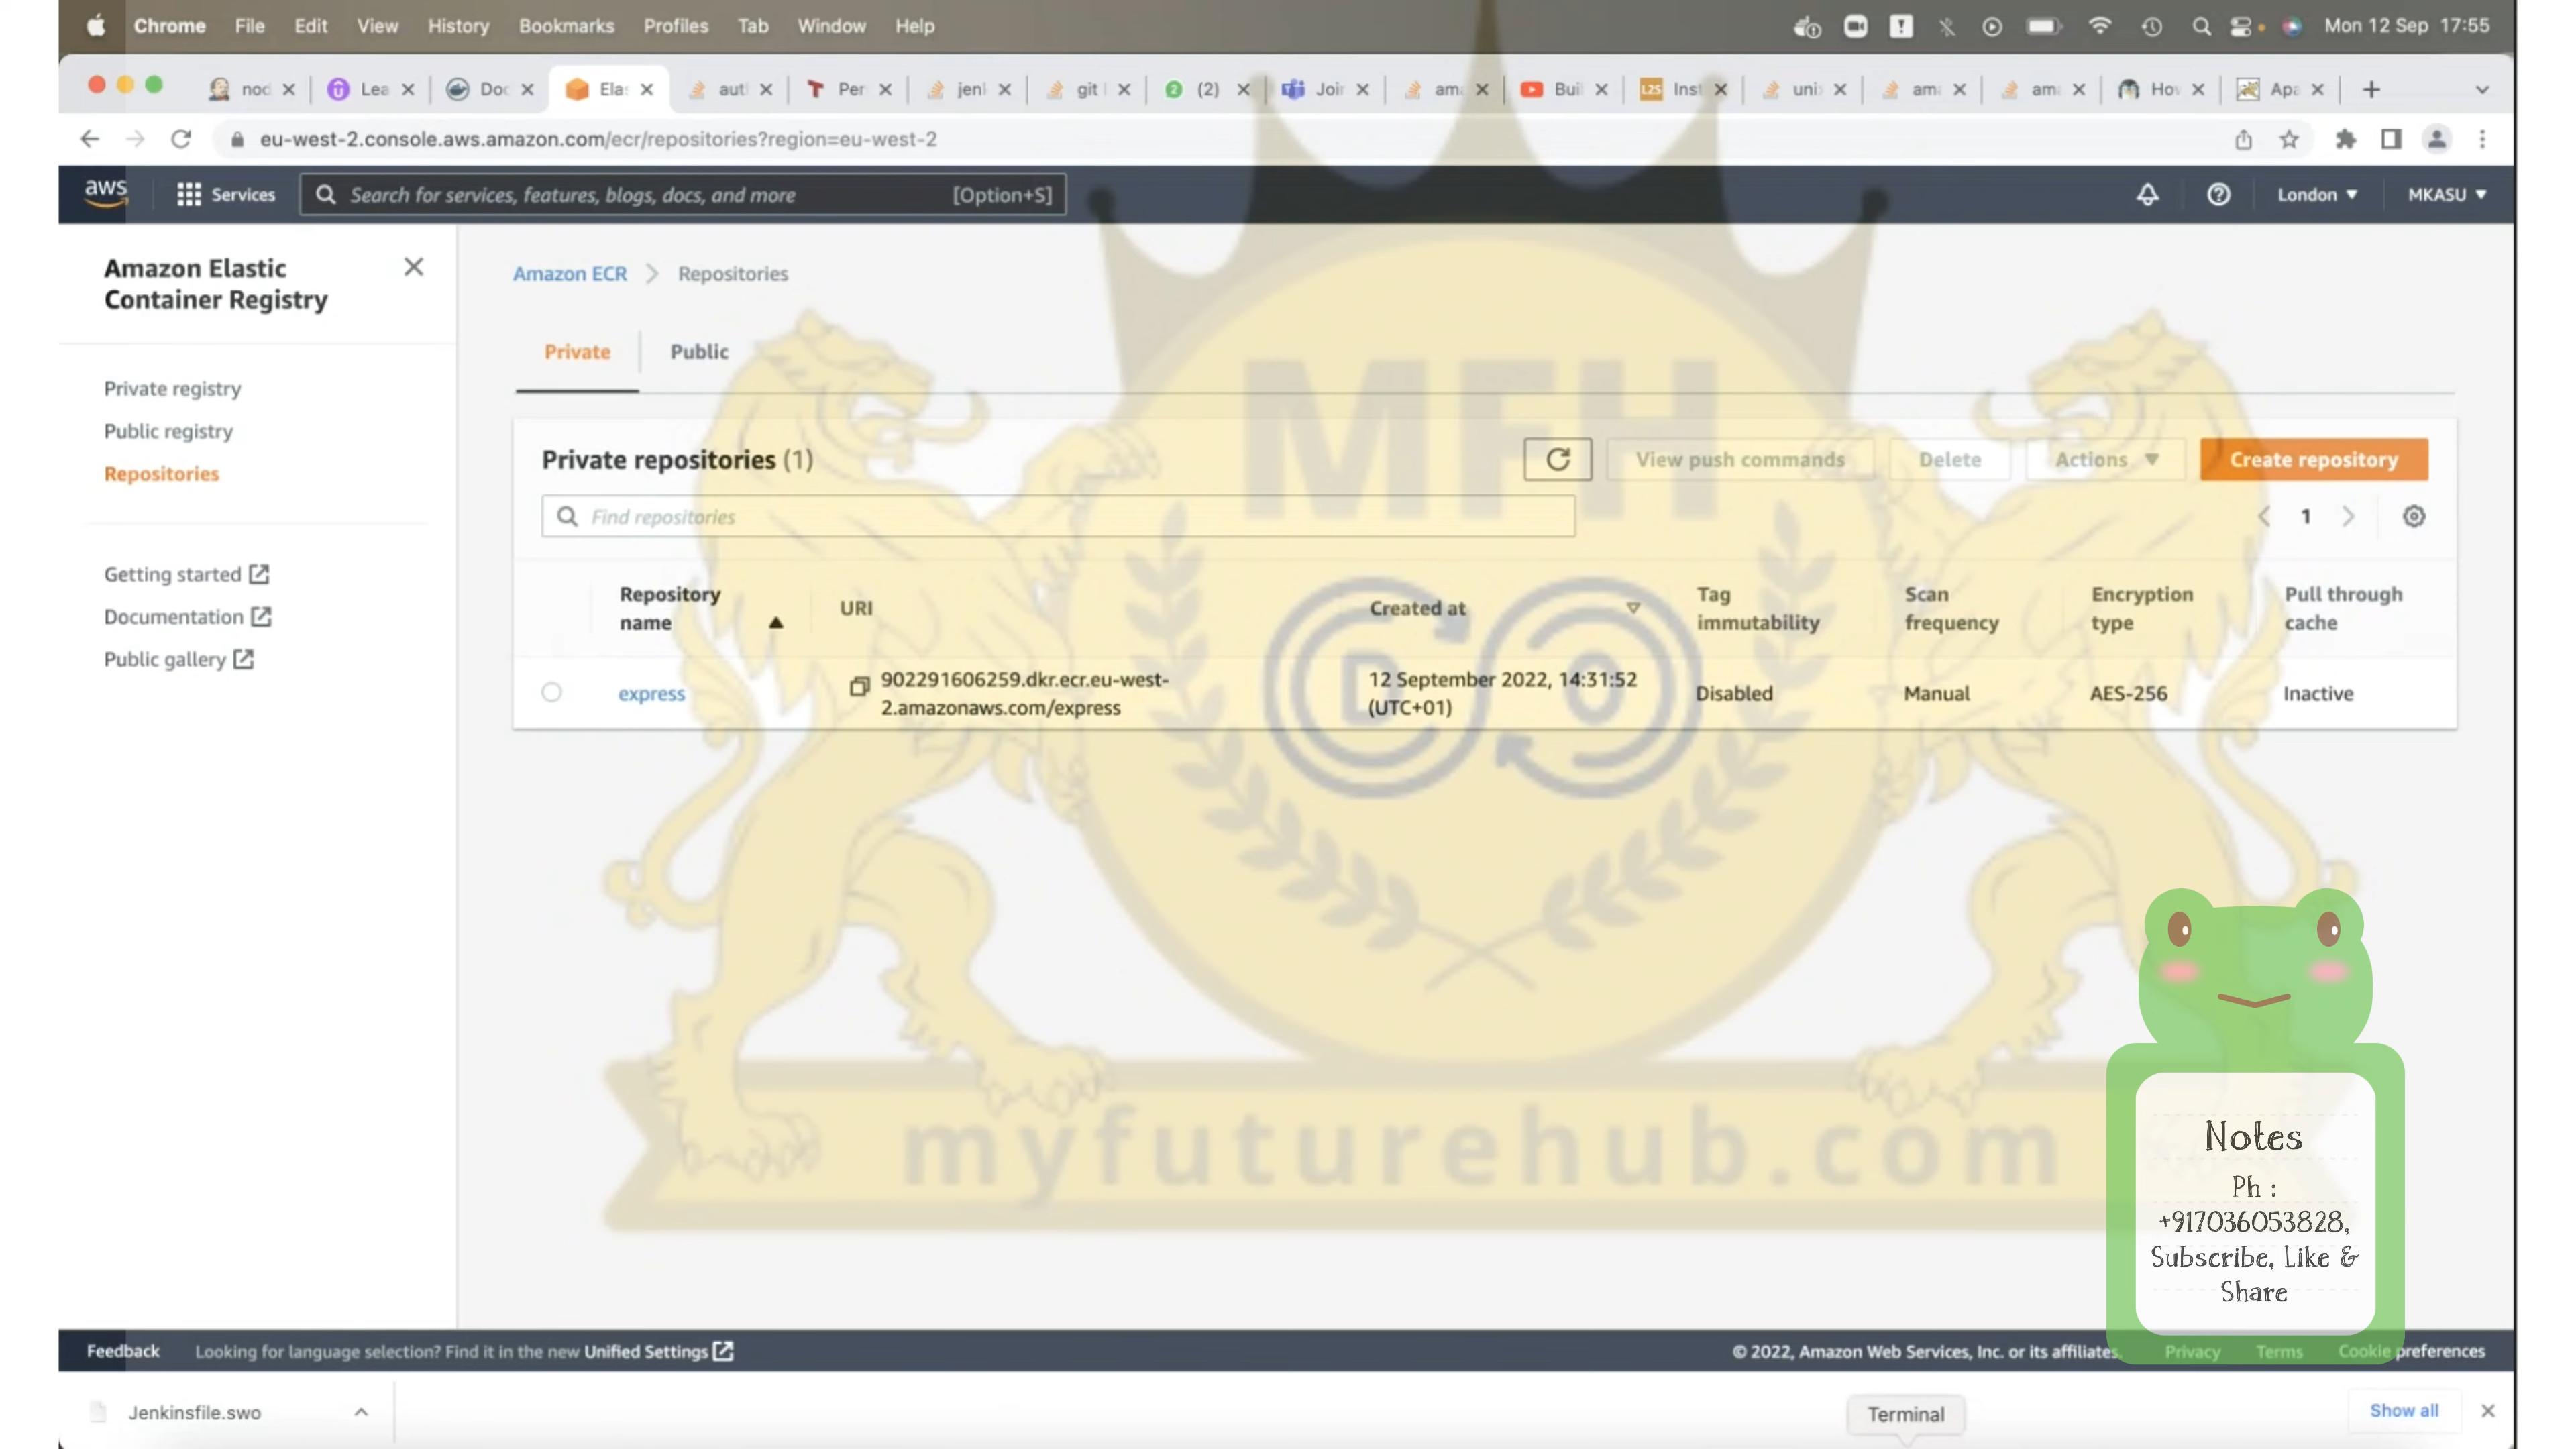 Chrome File Edit View History Bookmarks Profiles Tab Window Help Mon 12 Sep 17:55
Lea Ela Per (2) Join Inst
eu-west-2.console.aws.amazon.com/ecr/repositories?region=eu-west-2
aws Services Search for services, features, blogs, docs, and more [Option+S] London MKASU
Amazon Elastic
Container Registry
Private registry
Public registry
Repositories
Getting started
Documentation
Public gallery
Amazon ECR > Repositories
Private Public
MFH
Private repositories (1) View push commands Delete Actions Create repository
Find repositories 1
Repository name URI Created at Tag immutability Scan frequency Encryption type Pull through cache
express 902291606259.dkr.ecr.eu-west-2.amazonaws.com/express 12 September 2022, 14:31:52 (UTC+01) Disabled Manual AES-256 Inactive
D O
myfuturehub.com
Notes
Ph :
+917036053828,
Subscribe, Like &
Share
Feedback Looking for language selection? Find it in the new Unified Settings © 2022, Amazon Web Services, Inc. or its affiliates. Privacy Terms Cookie preferences
Jenkinsfile.swo Terminal Show all